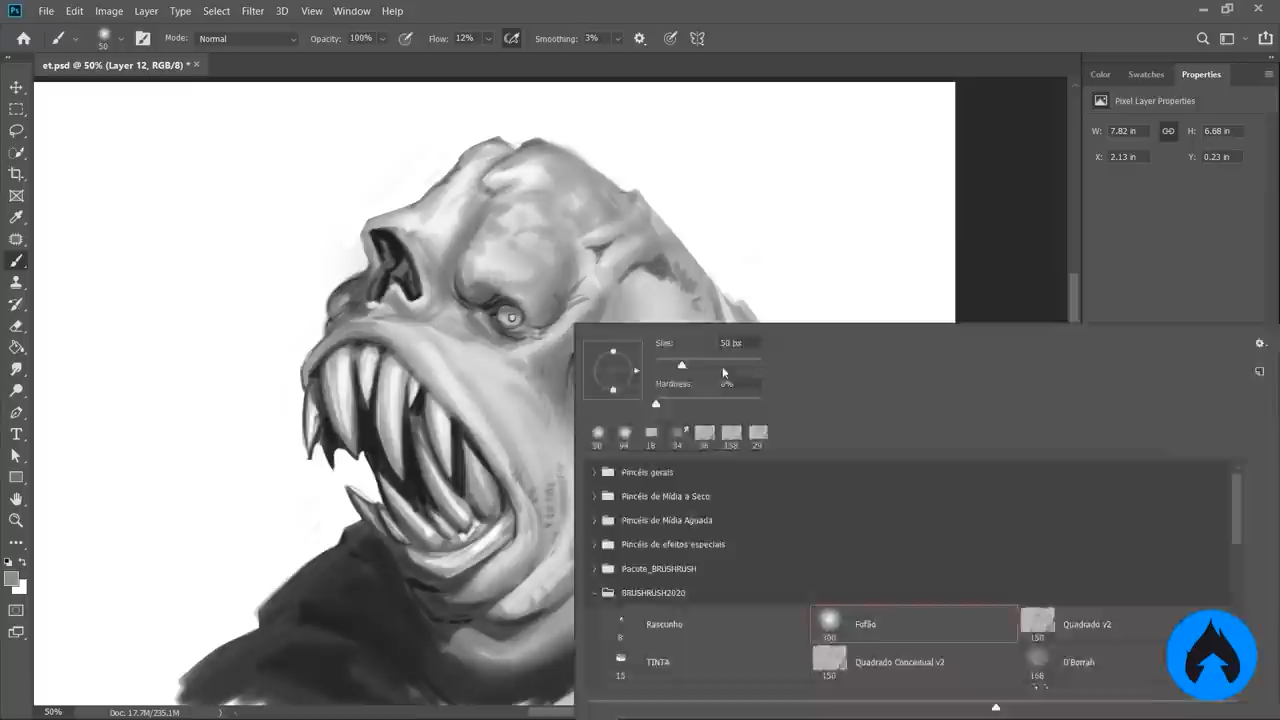 Ps File Edit Image Layer Type Select Filter 3D View Window Help
50 Mode: Normal Opacity: 100% Flow: 12% Smoothing: 3%
et.psd @ 50% (Layer 12, RGB/8) *
Color Swatches Properties
Pixel Layer Properties
W: 7.82 in H: 6.68 in
X: 2.13 in Y: 0.23 in
Size: 50 px
Hardness: 0%
18 34 158 29
Pincéis gerais
Pincéis de Mídia a Seco
Pincéis de Mídia Aguada
Pincéis de efeitos especiais
Pacote_BRUSHRUSH
BRUSHRUSH2020
8 Rascunho 300 Fofão 150 Quadrado v2
15 TINTA 150 Quadrado Conceitual v2 168 D'Borrah
50% Doc: 17.7M/235.1M